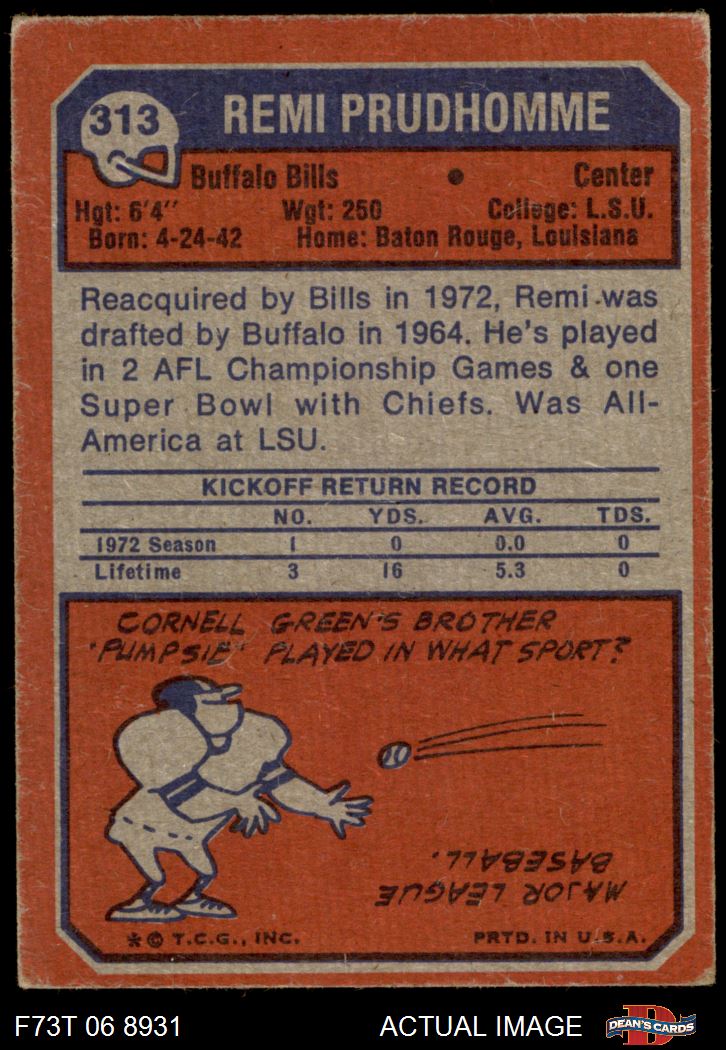 313
REMI PRUDHOMME
Buffalo Bills • Center
Hgt: 6'4" Wgt: 250 College: L.S.U.
Born: 4-24-42 Home: Baton Rouge, Louisiana
Reacquired by Bills in 1972, Remi was
drafted by Buffalo in 1964. He's played
in 2 AFL Championship Games & one
Super Bowl with Chiefs. Was All-
America at LSU.
KICKOFF RETURN RECORD
NO. YDS. AVG. TDS.
1972 Season 1 0 0.0 0
Lifetime 3 16 5.3 0
CORNELL GREEN'S BROTHER
"PUMPSIE" PLAYED IN WHAT SPORT?
MAJOR LEAGUE
BASEBALL.
* © T.C.G., INC. PRTD. IN U.S.A.
F73T 06 8931 ACTUAL IMAGE D DEAN'S CARDS